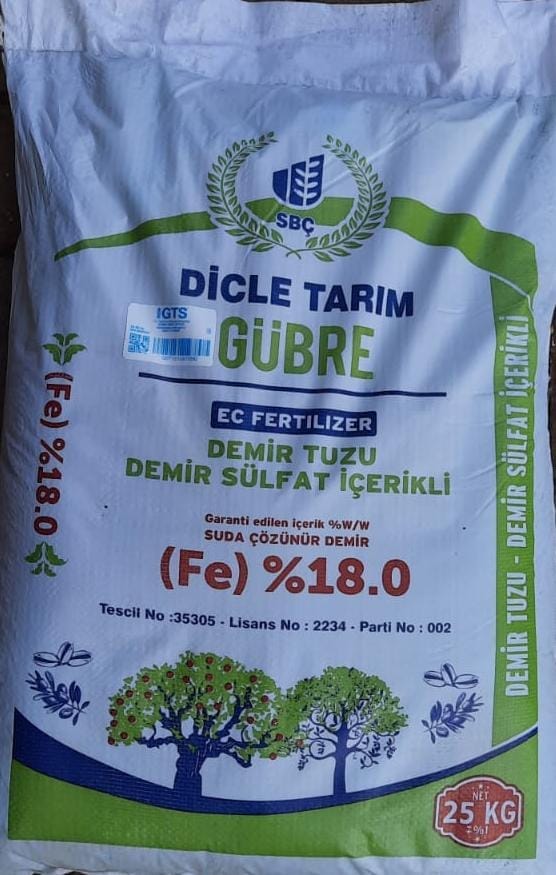 SBÇ
DİCLE TARIM
IGTS
GÜBRE
EC FERTILIZER
DEMİR TUZU
DEMİR SÜLFAT İÇERİKLİ
Garanti edilen içerik %W/W
SUDA ÇÖZÜNÜR DEMİR
(Fe) %18.0
Tescil No :35305 - Lisans No : 2234 - Parti No : 002
(Fe) %18.0
DEMİR TUZU - DEMİR SÜLFAT İÇERİKLİ
NET
25 KG